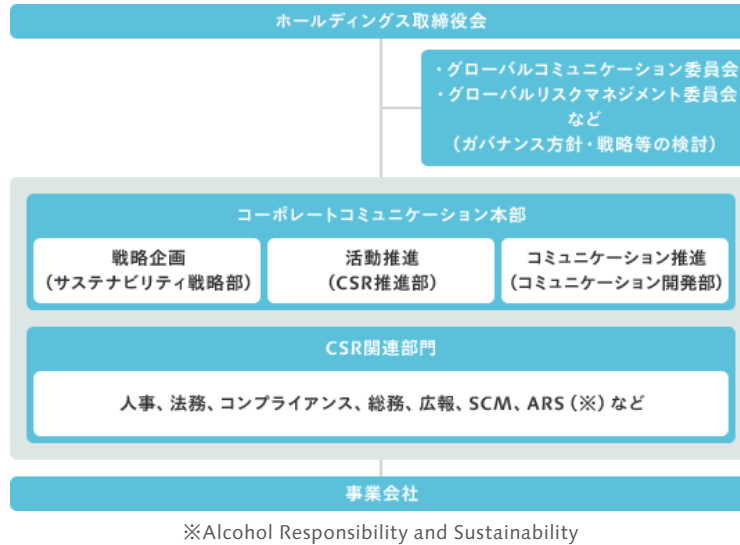 ホールディングス取締役会
・グローバルコミュニケーション委員会
・グローバルリスクマネジメント委員会
など
（ガバナンス方針・戦略等の検討）
コーポレートコミュニケーション本部
戦略企画
（サステナビリティ戦略部）
活動推進
（CSR推進部）
コミュニケーション推進
（コミュニケーション開発部）
CSR関連部門
人事、法務、コンプライアンス、総務、広報、SCM、ARS（※）など
事業会社
※Alcohol Responsibility and Sustainability